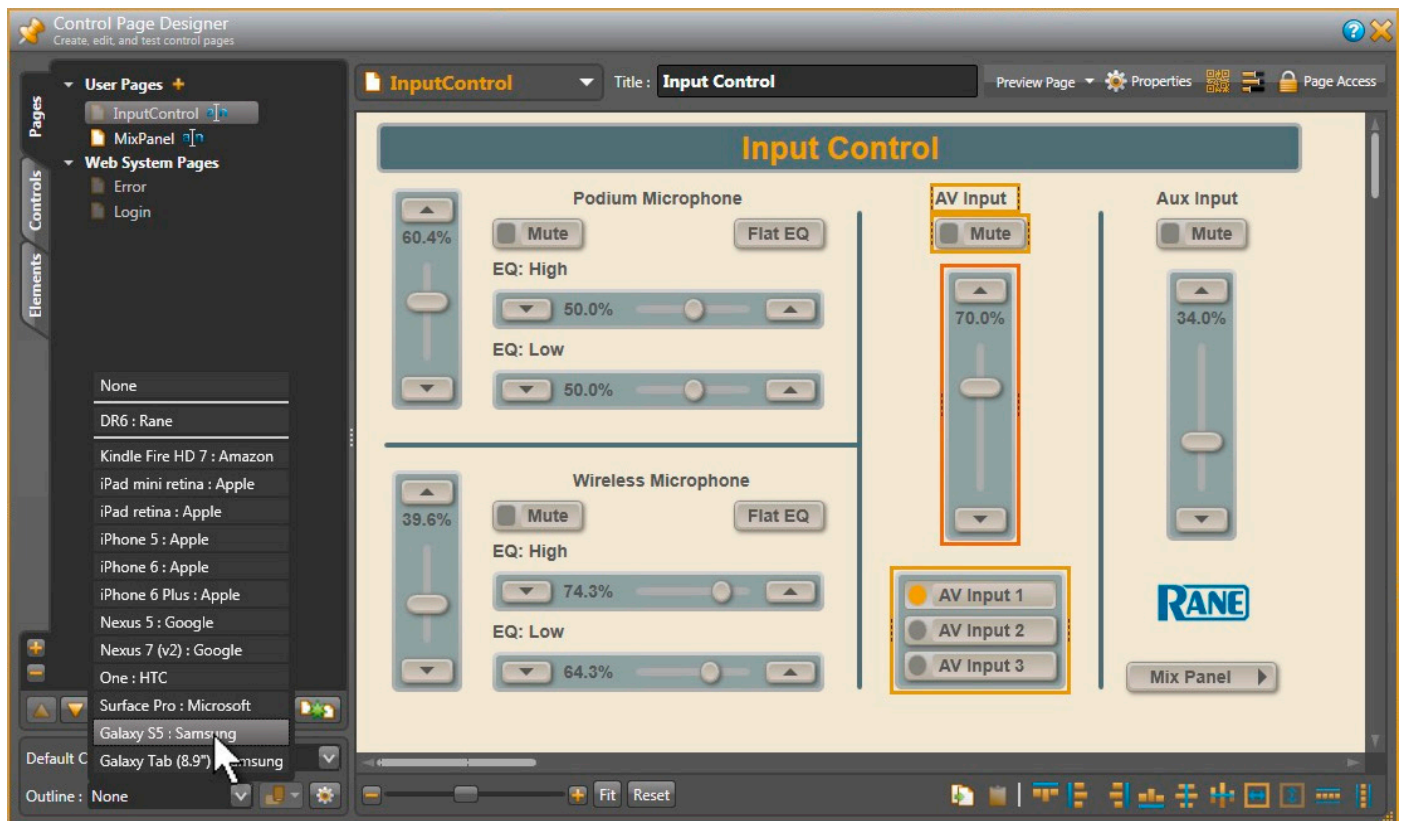 Control Page Designer
Create, edit, and test control pages
Pages
Controls
Elements
User Pages
InputControl
MixPanel
Web System Pages
Error
Login
InputControl
Title : Input Control
Preview Page
Properties
Page Access
Input Control
Podium Microphone
60.4%
Mute
Flat EQ
EQ: High
50.0%
EQ: Low
50.0%
Wireless Microphone
39.6%
Mute
Flat EQ
EQ: High
74.3%
EQ: Low
64.3%
AV Input
Mute
70.0%
AV Input 1
AV Input 2
AV Input 3
Aux Input
Mute
34.0%
RANE
Mix Panel
None
DR6 : Rane
Kindle Fire HD 7 : Amazon
iPad mini retina : Apple
iPad retina : Apple
iPhone 5 : Apple
iPhone 6 : Apple
iPhone 6 Plus : Apple
Nexus 5 : Google
Nexus 7 (v2) : Google
One : HTC
Surface Pro : Microsoft
Galaxy S5 : Samsung
Galaxy Tab (8.9")
Default
Outline : None
Fit
Reset